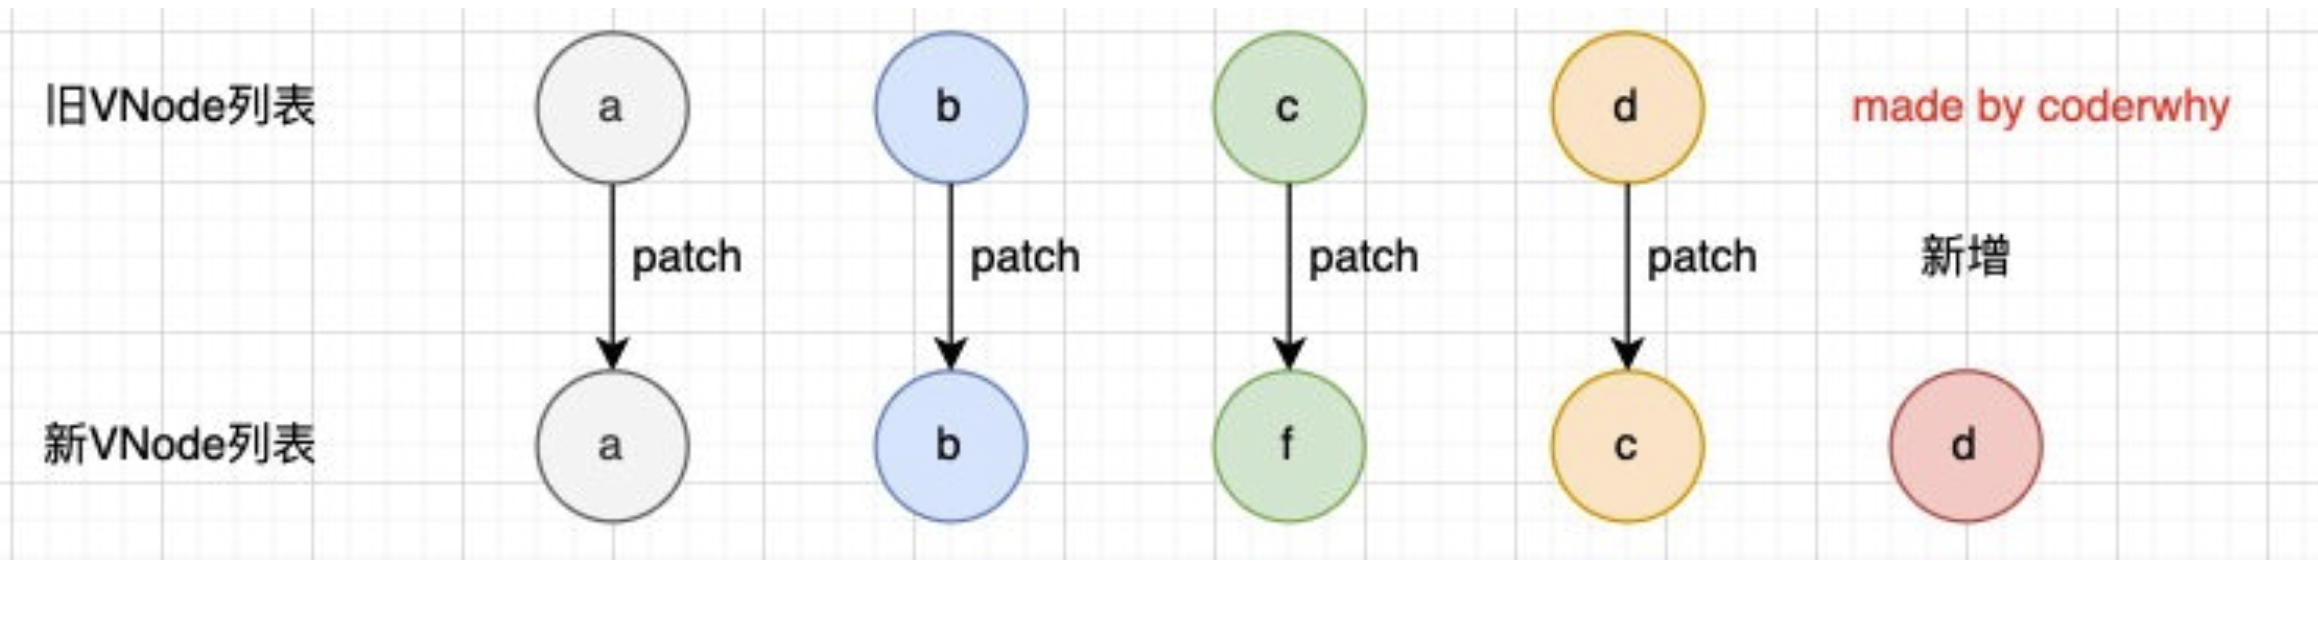 旧VNode列表 a b c d made by coderwhy
patch patch patch patch 新增
新VNode列表 a b f c d